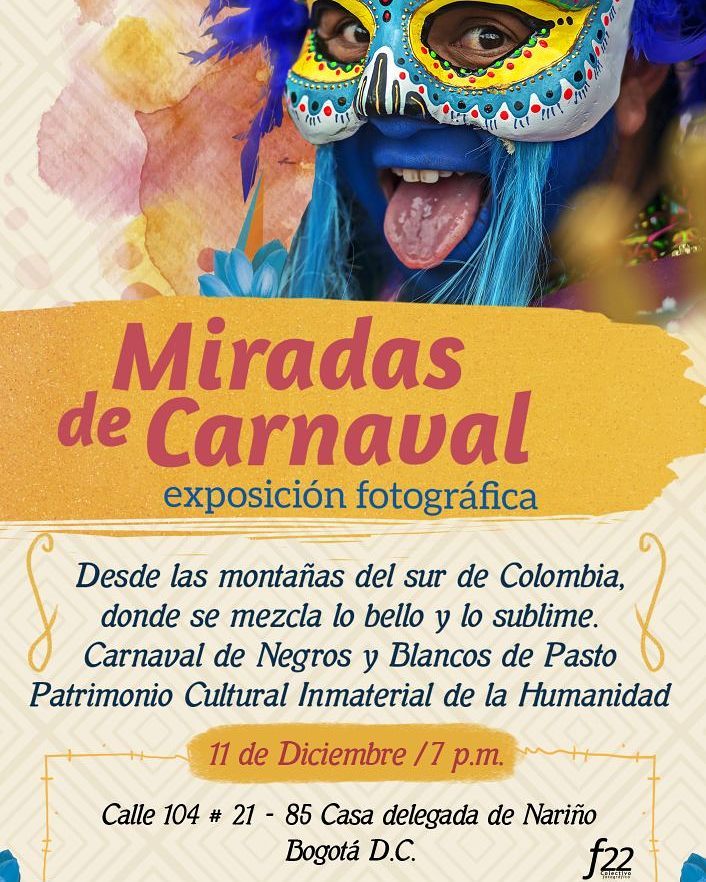 Miradas
de Carnaval
exposición fotográfica
Desde las montañas del sur de Colombia,
donde se mezcla lo bello y lo sublime.
Carnaval de Negros y Blancos de Pasto
Patrimonio Cultural Inmaterial de la Humanidad
11 de Diciembre / 7 p.m.
Calle 104 # 21 - 85 Casa delegada de Nariño
Bogotá D.C.
f22
Colectivo
fotográfico